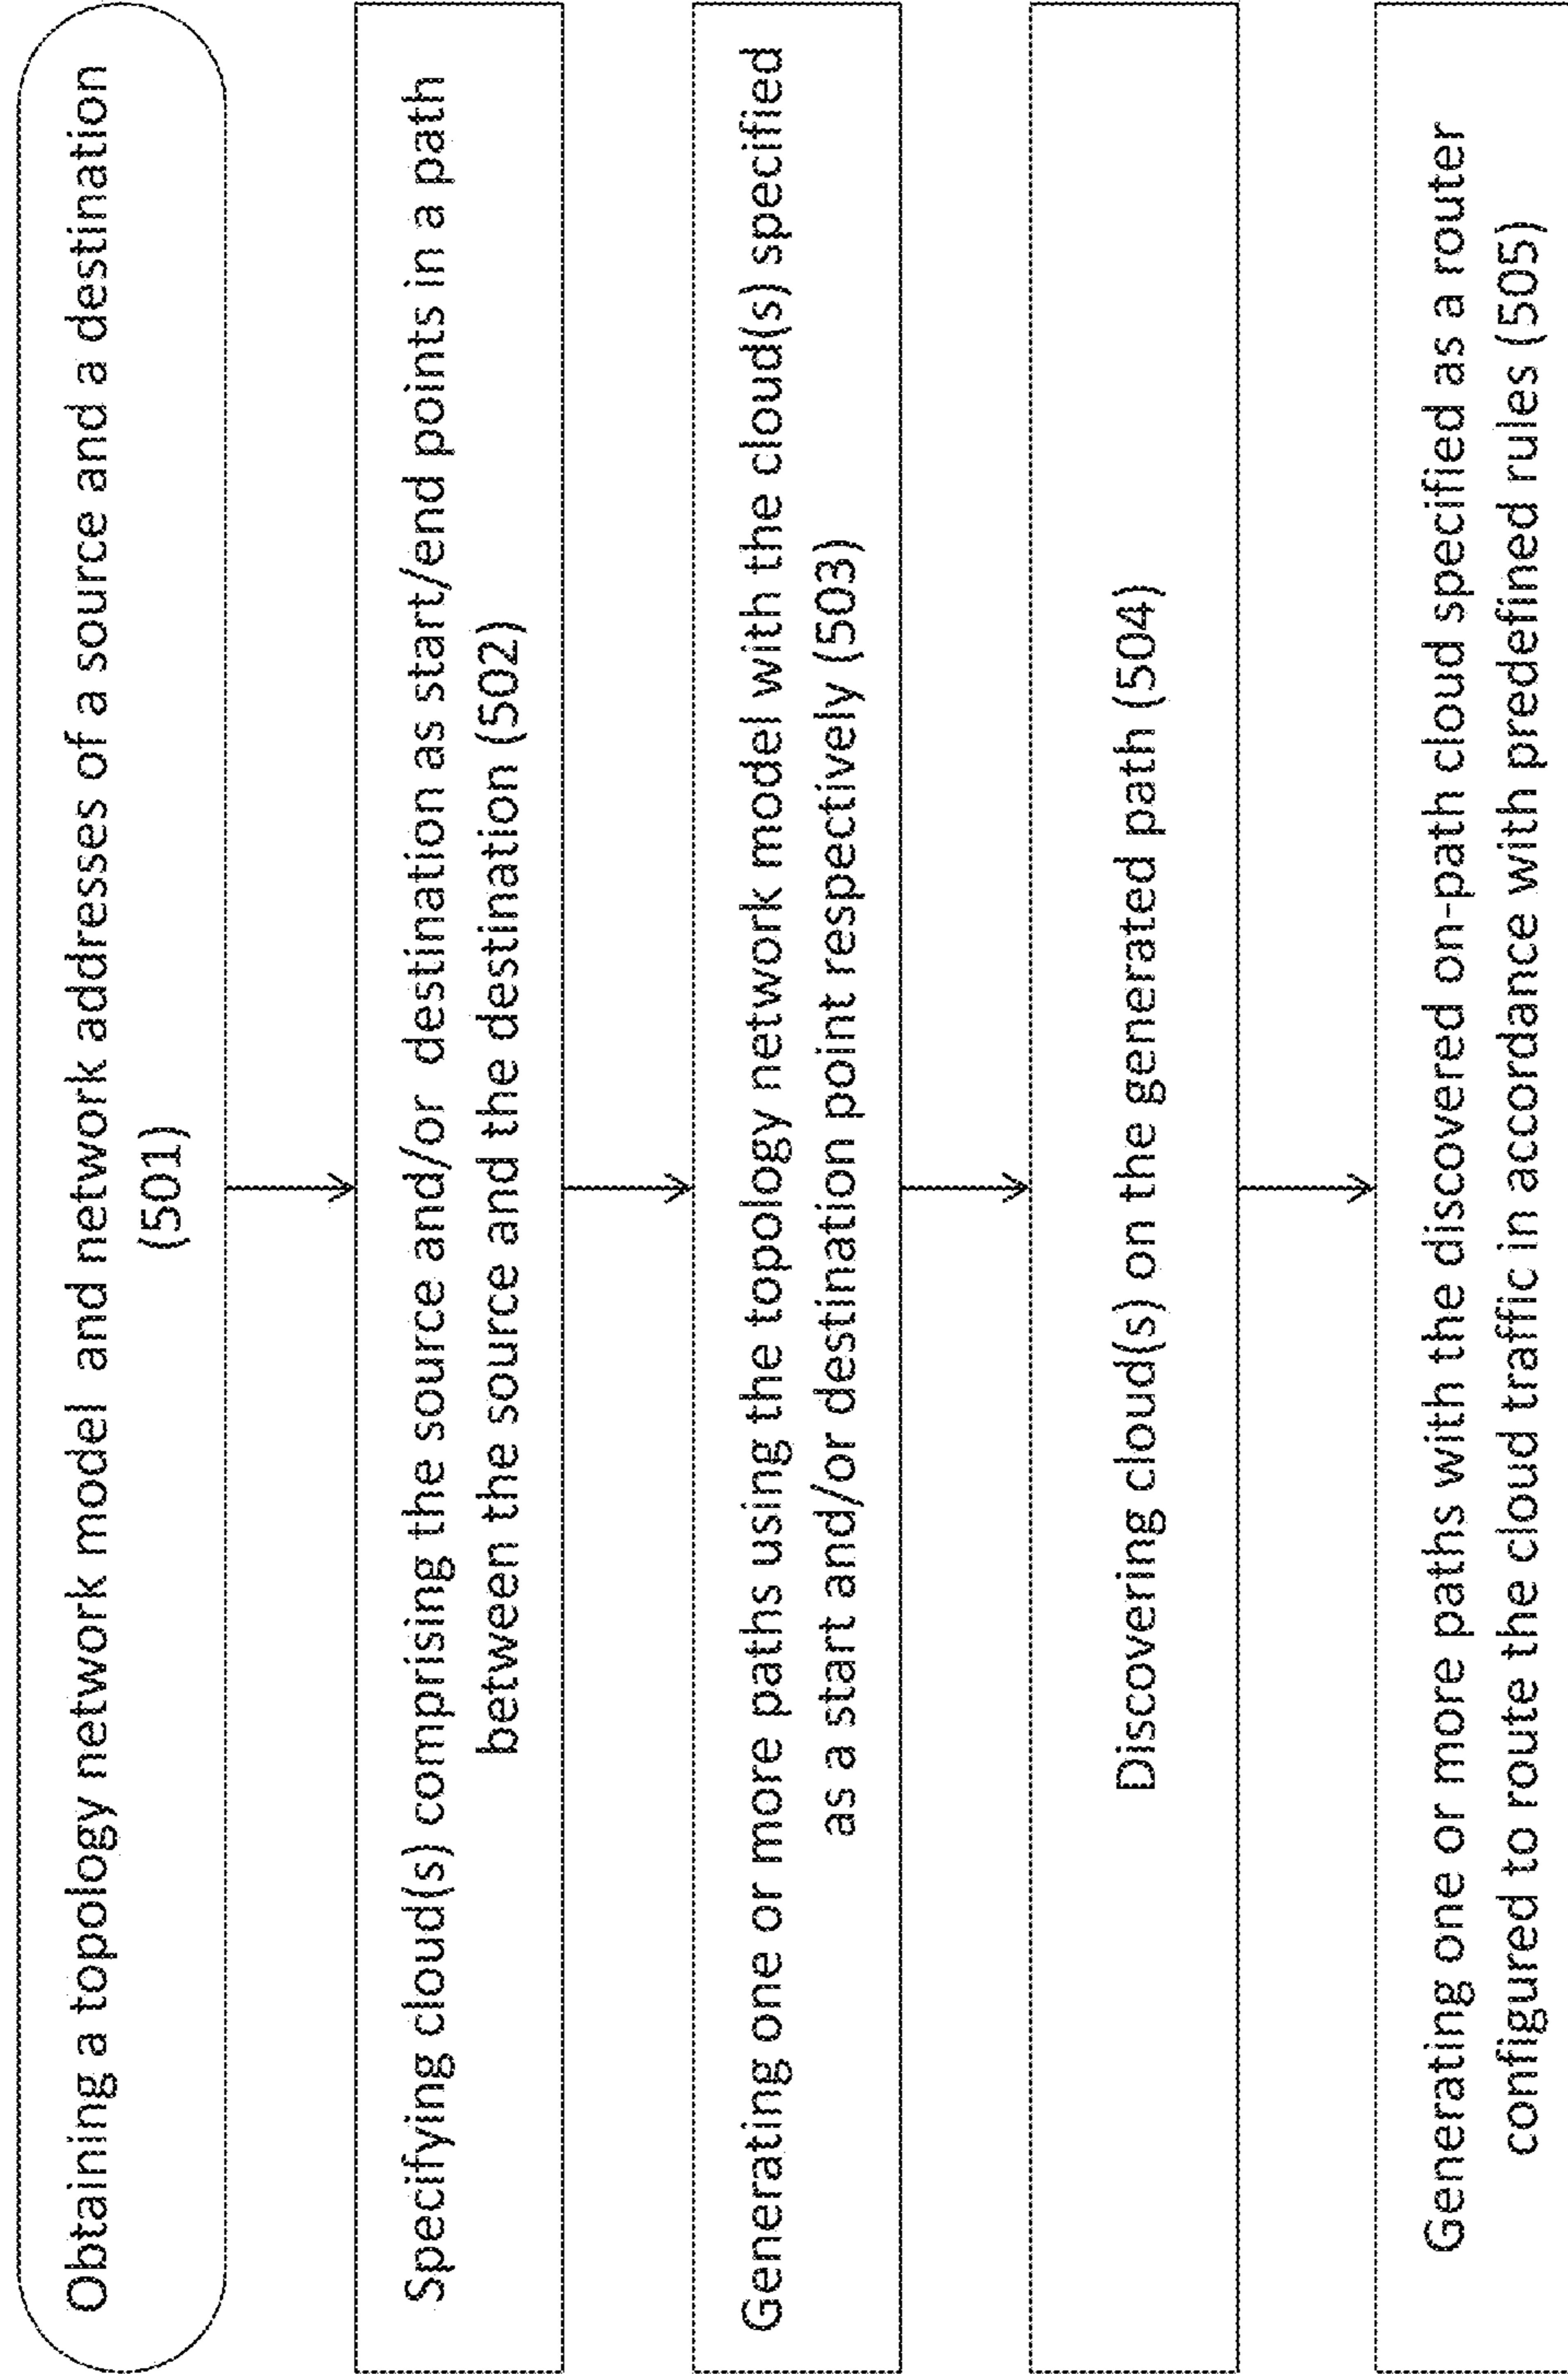 Obtaining a topology network model and network addresses of a source and a destination
(501)
Specifying cloud(s) comprising the source and/or destination as start/end points in a path
between the source and the destination (502)
Generating one or more paths using the topology network model with the cloud(s) specified
as a start and/or destination point respectively (503)
Discovering cloud(s) on the generated path (504)
Generating one or more paths with the discovered on-path cloud specified as a router
configured to route the cloud traffic in accordance with predefined rules (505)